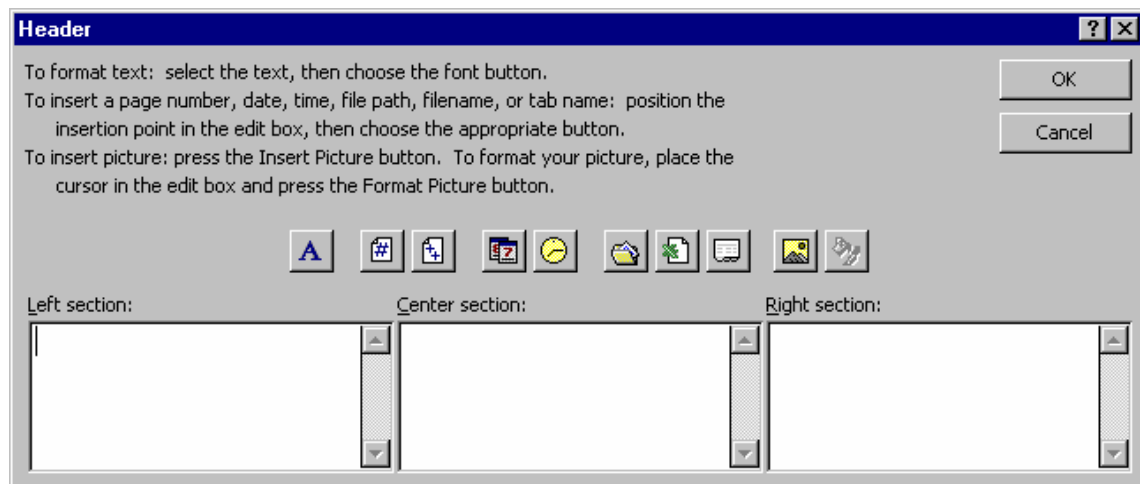 Header
To format text:  select the text, then choose the font button.
To insert a page number, date, time, file path, filename, or tab name:  position the
insertion point in the edit box, then choose the appropriate button.
To insert picture: press the Insert Picture button.  To format your picture, place the
cursor in the edit box and press the Format Picture button.
OK
Cancel
A
Left section:
Center section:
Right section: